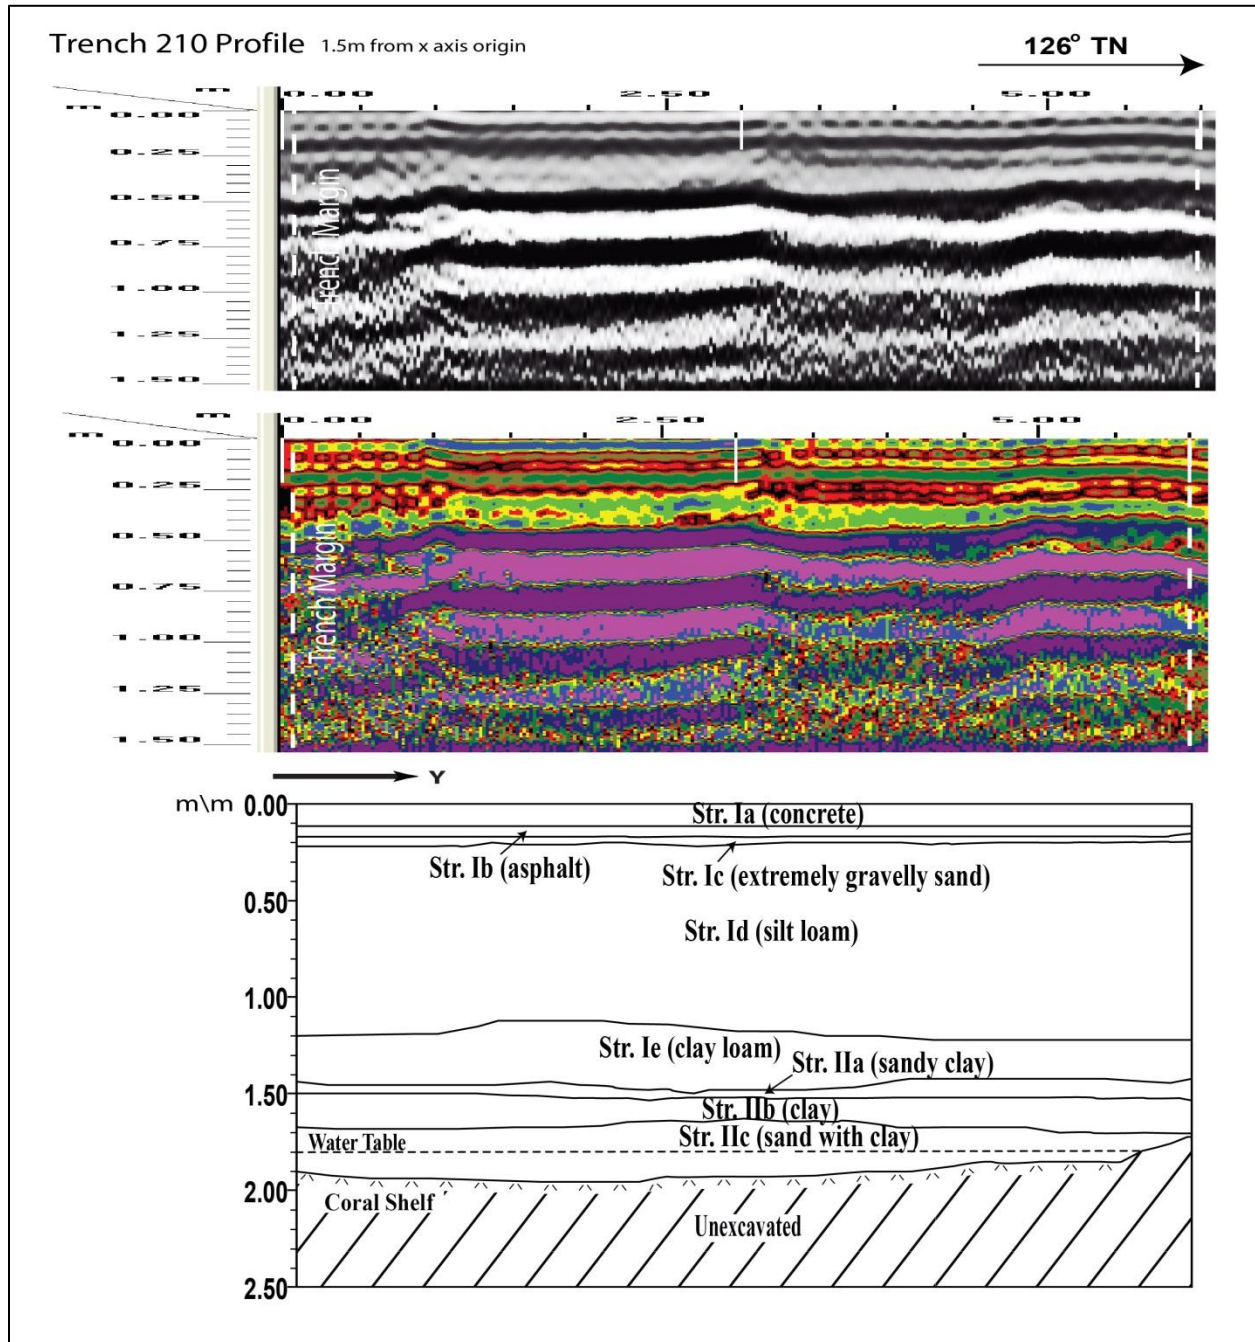 Trench 210 Profile 1.5m from x axis origin
126° TN
m 0.00 2.50 5.00
m
0.00
0.25
0.50
0.75
1.00
1.25
1.50
Trench Margin
m 0.00 2.50 5.00
m
0.00
0.25
0.50
0.75
1.00
1.25
1.50
Trench Margin
Y
m\m
0.00
Str. Ia (concrete)
Str. Ib (asphalt)
Str. Ic (extremely gravelly sand)
0.50
Str. Id (silt loam)
1.00
Str. Ie (clay loam)
Str. IIa (sandy clay)
1.50
Str. IIb (clay)
Str. IIc (sand with clay)
Water Table
2.00
Coral Shelf
Unexcavated
2.50